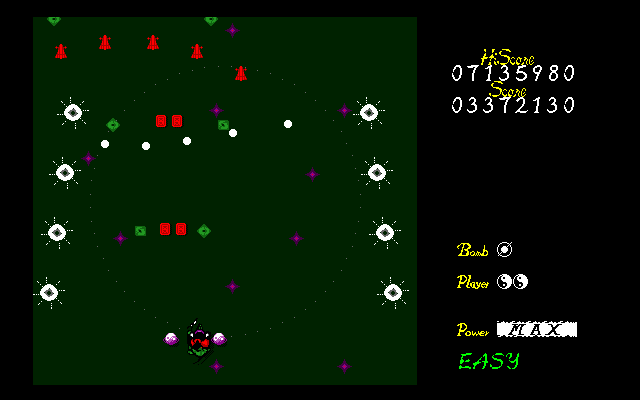 HiScore
07135980
Score
03372130
Bomb
Player
Power MAX
EASY